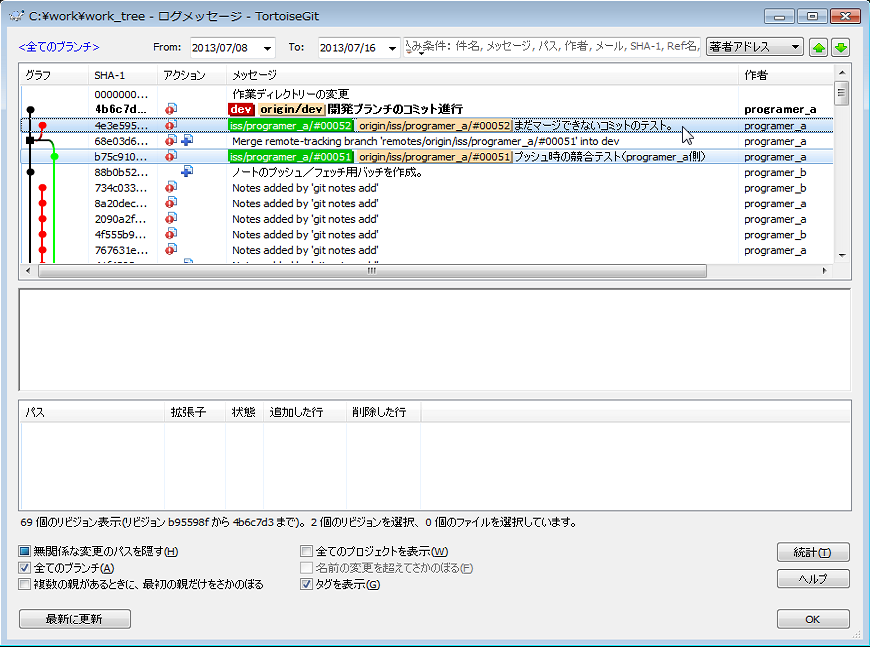 C:¥work¥work_tree - ログメッセージ - TortoiseGit
<全てのブランチ> From: 2013/07/08 To: 2013/07/16 み条件: 件名, メッセージ, パス, 作者, メール, SHA-1, Ref名, 著者アドレス
グラフ SHA-1 アクション メッセージ 作者
0000000... 作業ディレクトリーの変更
4b6c7d... dev origin/dev 開発ブランチのコミット進行 programer_a
4e3e595... iss/programer_a/#00052 origin/iss/programer_a/#00052 まだマージできないコミットのテスト。 programer_a
68e03d6... Merge remote-tracking branch 'remotes/origin/iss/programer_a/#00051' into dev programer_a
b75c910... iss/programer_a/#00051 origin/iss/programer_a/#00051 プッシュ時の競合テスト(programer_a側) programer_a
88b0b52... ノートのプッシュ/フェッチ用バッチを作成。 programer_b
734c033... Notes added by 'git notes add' programer_b
8a20dec... Notes added by 'git notes add' programer_a
2090a2f... Notes added by 'git notes add' programer_a
4f555b9... Notes added by 'git notes add' programer_b
767631e... Notes added by 'git notes add' programer_a
パス 拡張子 状態 追加した行 削除した行
69 個のリビジョン表示(リビジョン b95598f から 4b6c7d3 まで)。2 個のリビジョンを選択、0 個のファイルを選択しています。
無関係な変更のパスを隠す(H) 全てのプロジェクトを表示(W) 統計(T)
全てのブランチ(A) 名前の変更を超えてさかのぼる(F)
複数の親があるときに、最初の親だけをさかのぼる タグを表示(G) ヘルプ
最新に更新 OK